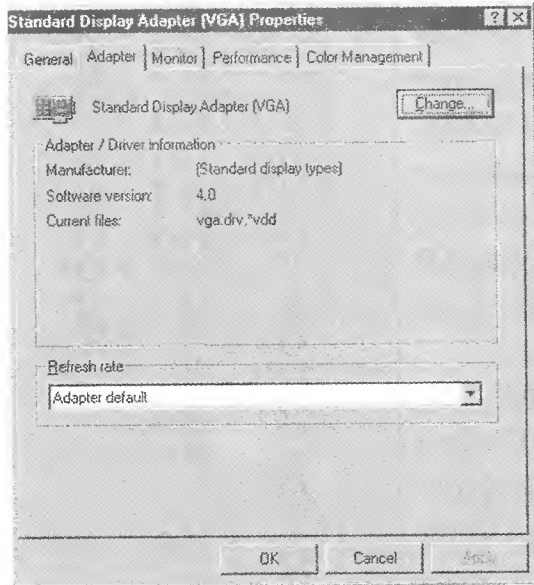 Standard Display Adapter (VGA) Properties ? X
General Adapter Monitor Performance Color Management
Standard Display Adapter (VGA) Change...
Adapter / Driver information
Manufacturer: (Standard display types)
Software version: 4.0
Current files: vga.drv,*vdd
Refresh rate
Adapter default
OK Cancel Apply